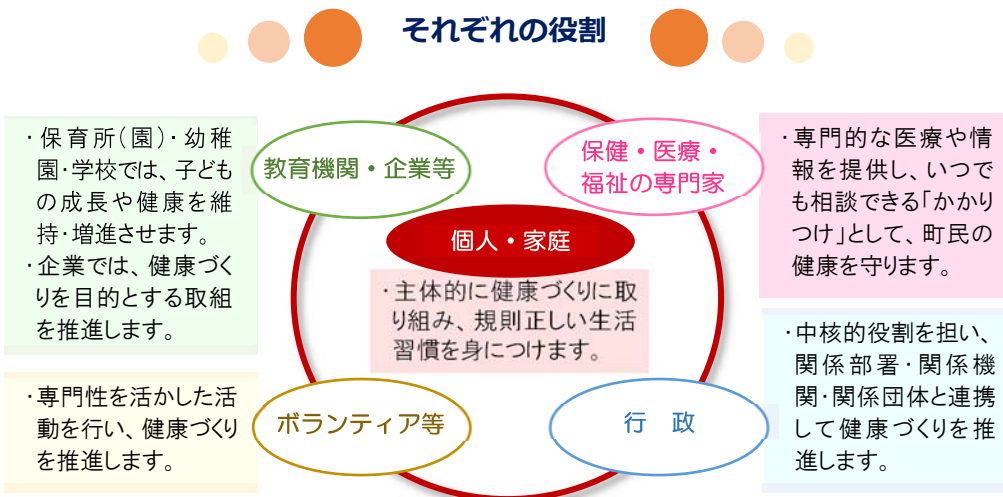 それぞれの役割
・保育所(園)・幼稚
園・学校では、子ども
の成長や健康を維
持・増進させます。
・企業では、健康づく
りを目的とする取組
を推進します。
教育機関・企業等
保健・医療・
福祉の専門家
・専門的な医療や情
報を提供し、いつで
も相談できる「かかり
つけ」として、町民の
健康を守ります。
個人・家庭
・主体的に健康づくりに取
り組み、規則正しい生活
習慣を身につけます。
・専門性を活かした活
動を行い、健康づくり
を推進します。
ボランティア等
行 政
・中核的役割を担い、
関係部署・関係機
関・関係団体と連携
して健康づくりを推
進します。